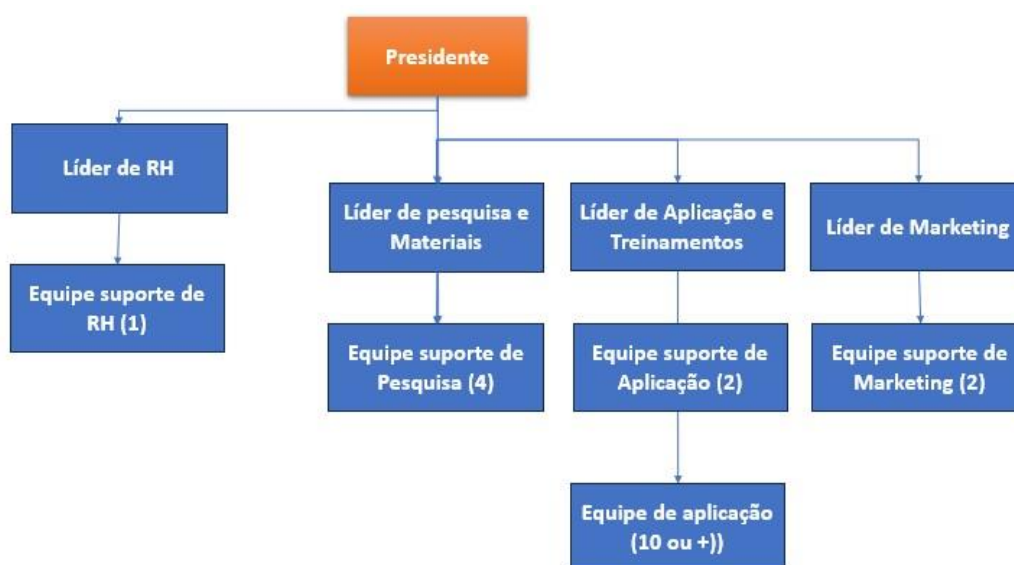 Presidente
Líder de RH
Líder de pesquisa e
Materiais
Líder de Aplicação e
Treinamentos
Líder de Marketing
Equipe suporte de
RH (1)
Equipe suporte de
Pesquisa (4)
Equipe suporte de
Aplicação (2)
Equipe suporte de
Marketing (2)
Equipe de aplicação
(10 ou +))